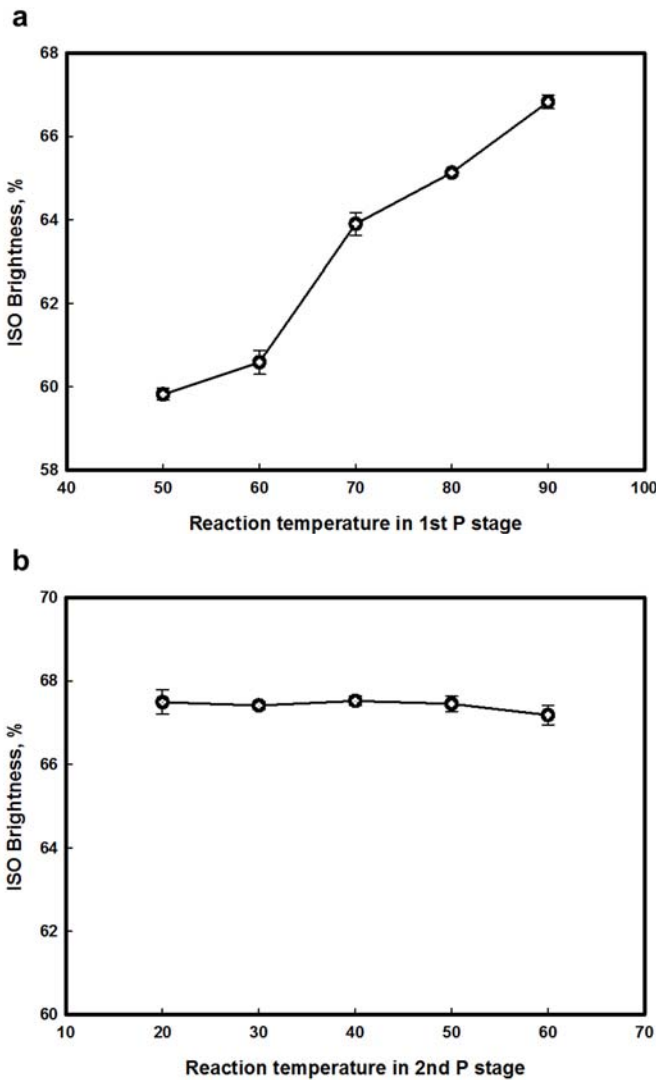 a
68
66
64
62
60
58
ISO Brightness, %
40 50 60 70 80 90 100
Reaction temperature in 1st P stage
b
70
68
66
64
62
60
ISO Brightness, %
10 20 30 40 50 60 70
Reaction temperature in 2nd P stage